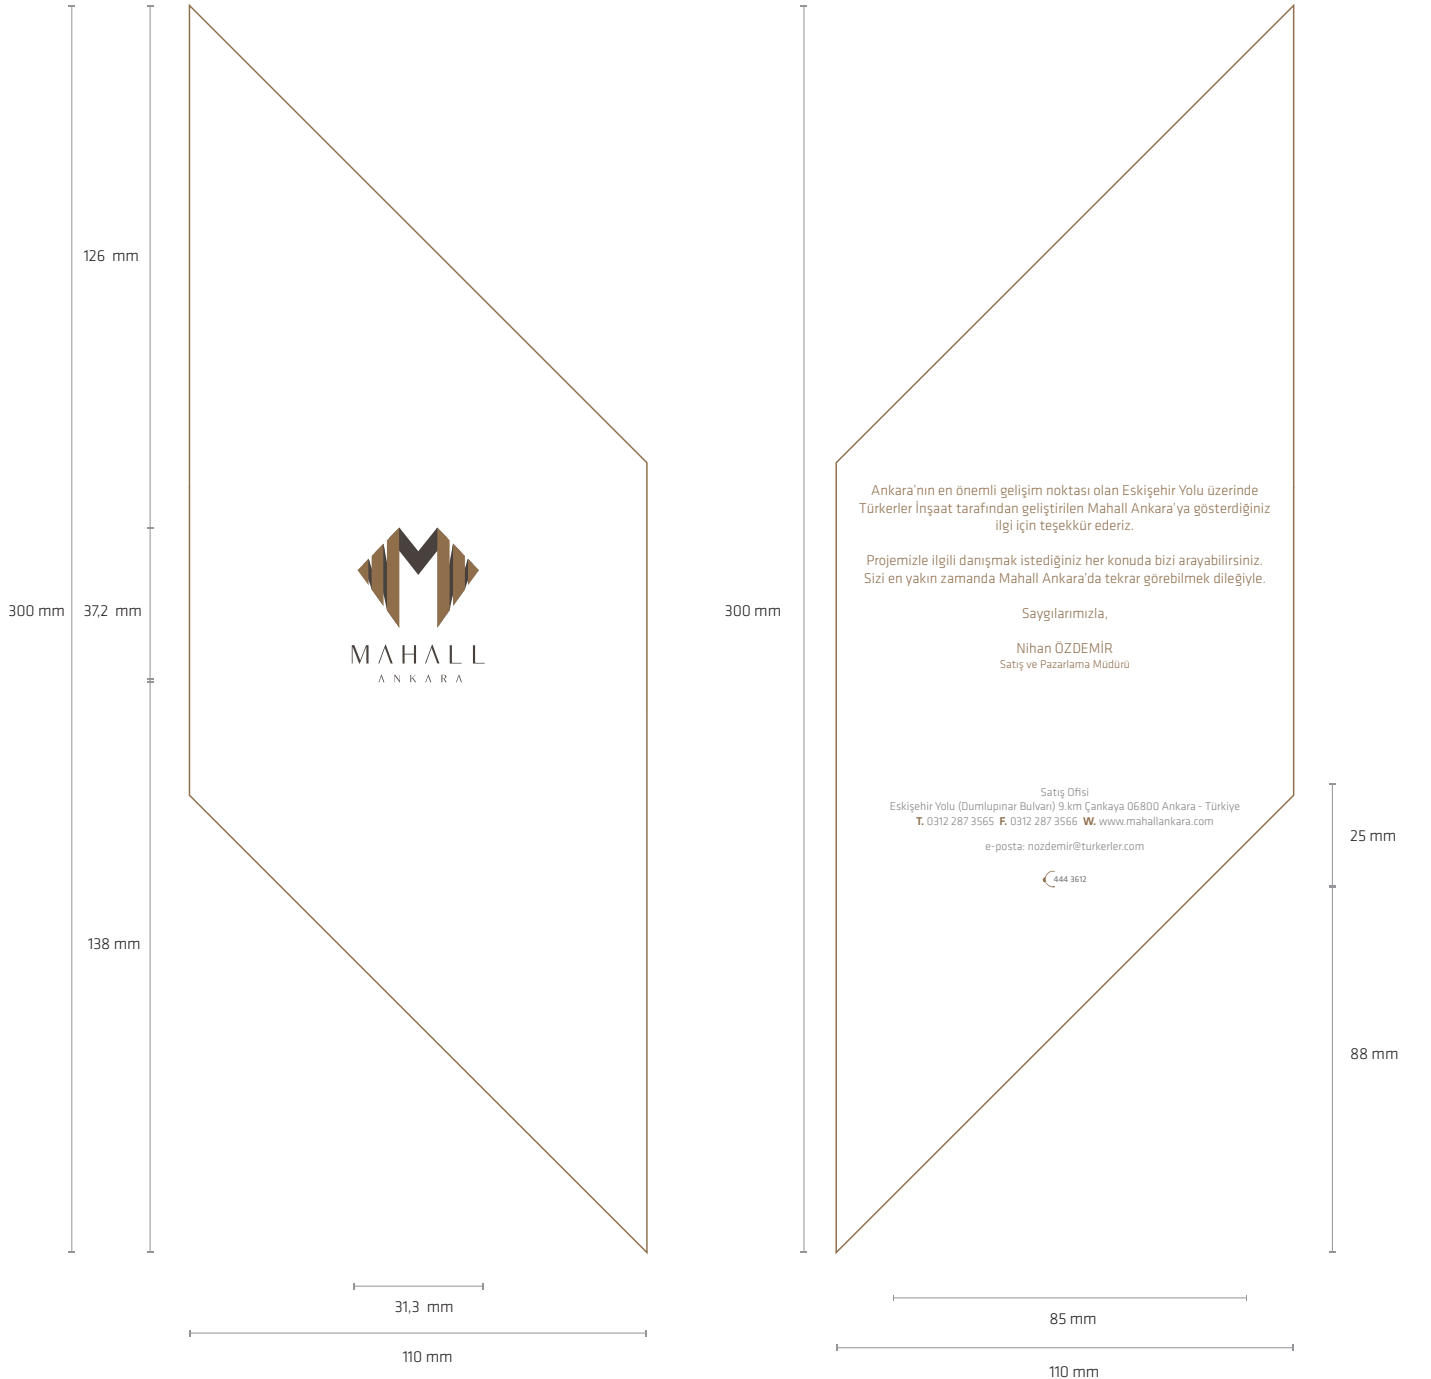 126 mm
300 mm
37,2 mm
138 mm
MAHALL
ANKARA
31,3 mm
110 mm
300 mm
Ankara'nın en önemli gelişim noktası olan Eskişehir Yolu üzerinde
Türkerler İnşaat tarafından geliştirilen Mahall Ankara'ya gösterdiğiniz
ilgi için teşekkür ederiz.
Projemizle ilgili danışmak istediğiniz her konuda bizi arayabilirsiniz.
Sizi en yakın zamanda Mahall Ankara'da tekrar görebilmek dileğiyle.
Saygılarımızla,
Nihan ÖZDEMİR
Satış ve Pazarlama Müdürü
Satış Ofisi
Eskişehir Yolu (Dumlupınar Bulvarı) 9.km Çankaya 06800 Ankara - Türkiye
T. 0312 287 3565 F. 0312 287 3566 W. www.mahallankara.com
e-posta: nozdemir@turkerler.com
444 3612
25 mm
88 mm
85 mm
110 mm